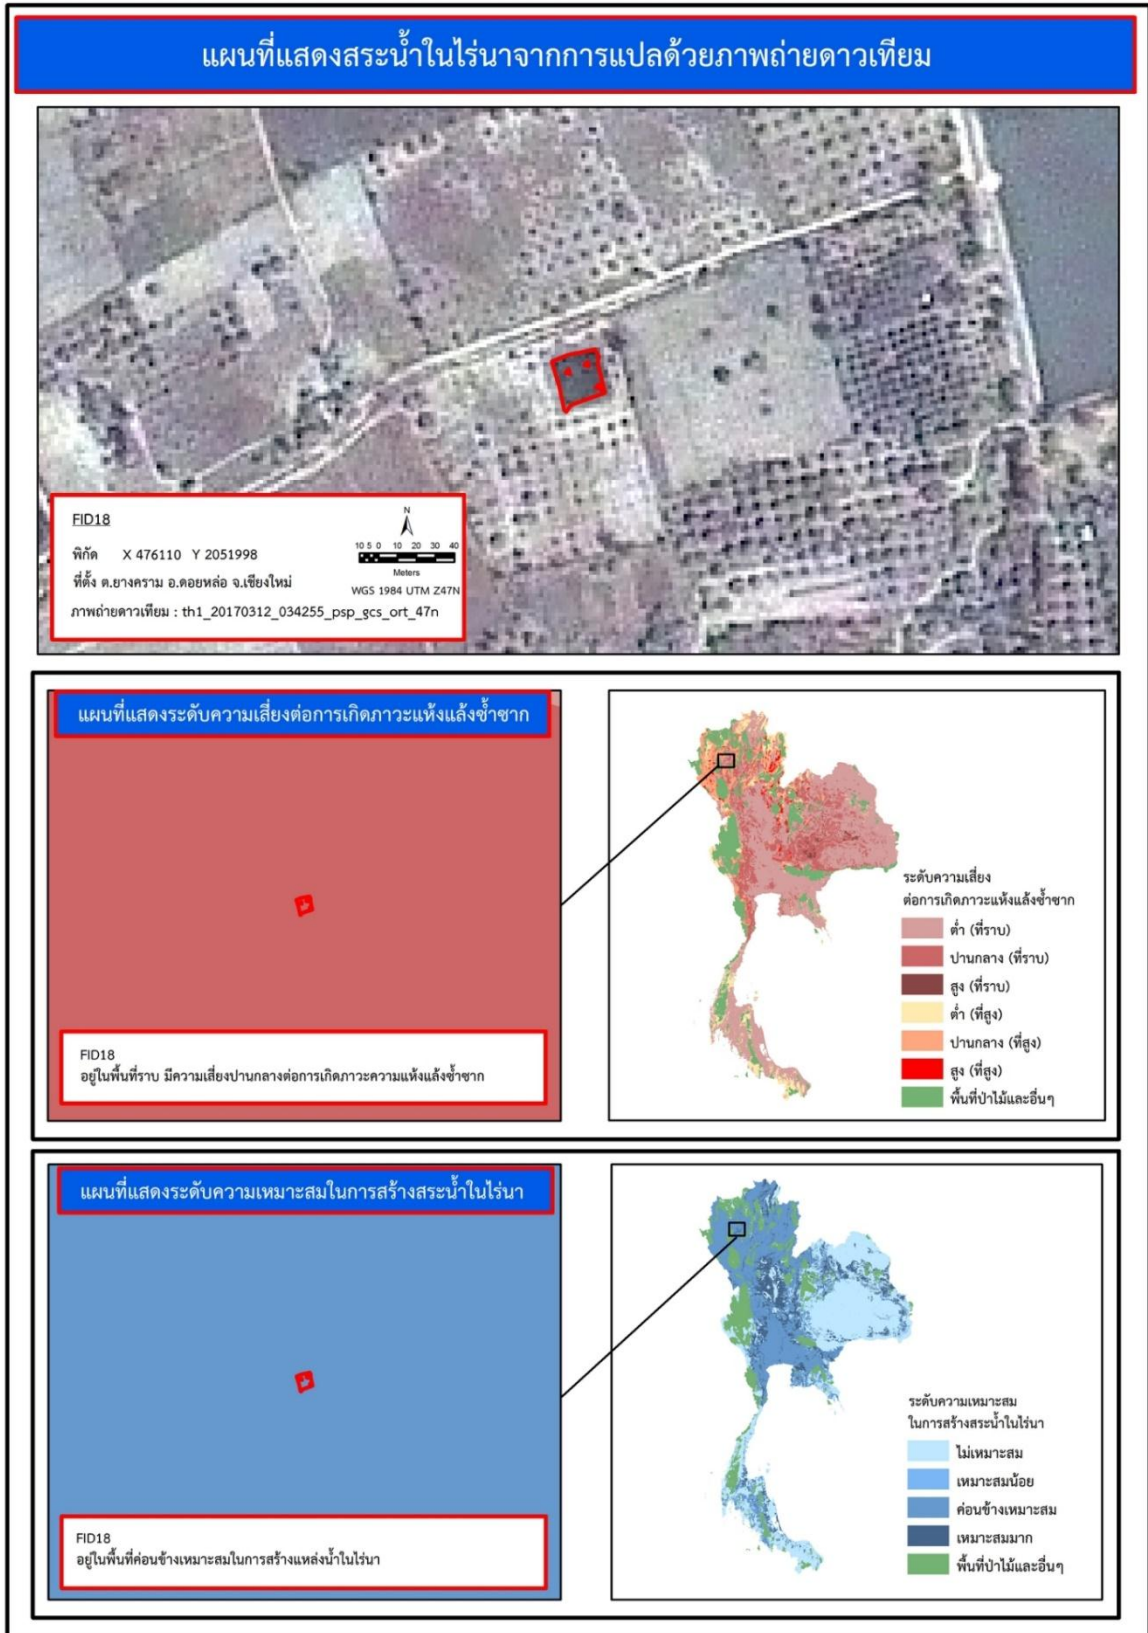 แผนที่แสดงสระน้ำในไร่นาจากการแปลด้วยภาพถ่ายดาวเทียม
FID18
พิกัด X 476110 Y 2051998
ที่ตั้ง ต.ยางคราม อ.ดอยหล่อ จ.เชียงใหม่
ภาพถ่ายดาวเทียม : th1_20170312_034255_psp_gcs_ort_47n
N
10 5 0 10 20 30 40
Meters
WGS 1984 UTM Z47N
แผนที่แสดงระดับความเสี่ยงต่อการเกิดภาวะแห้งแล้งซ้ำซาก
FID18
อยู่ในพื้นที่ราบ มีความเสี่ยงปานกลางต่อการเกิดภาวะความแห้งแล้งซ้ำซาก
ระดับความเสี่ยง
ต่อการเกิดภาวะแห้งแล้งซ้ำซาก
ต่ำ (ที่ราบ)
ปานกลาง (ที่ราบ)
สูง (ที่ราบ)
ต่ำ (ที่สูง)
ปานกลาง (ที่สูง)
สูง (ที่สูง)
พื้นที่ป่าไม้และอื่นๆ
แผนที่แสดงระดับความเหมาะสมในการสร้างสระน้ำในไร่นา
FID18
อยู่ในพื้นที่ค่อนข้างเหมาะสมในการสร้างแหล่งน้ำในไร่นา
ระดับความเหมาะสม
ในการสร้างสระน้ำในไร่นา
ไม่เหมาะสม
เหมาะสมน้อย
ค่อนข้างเหมาะสม
เหมาะสมมาก
พื้นที่ป่าไม้และอื่นๆ